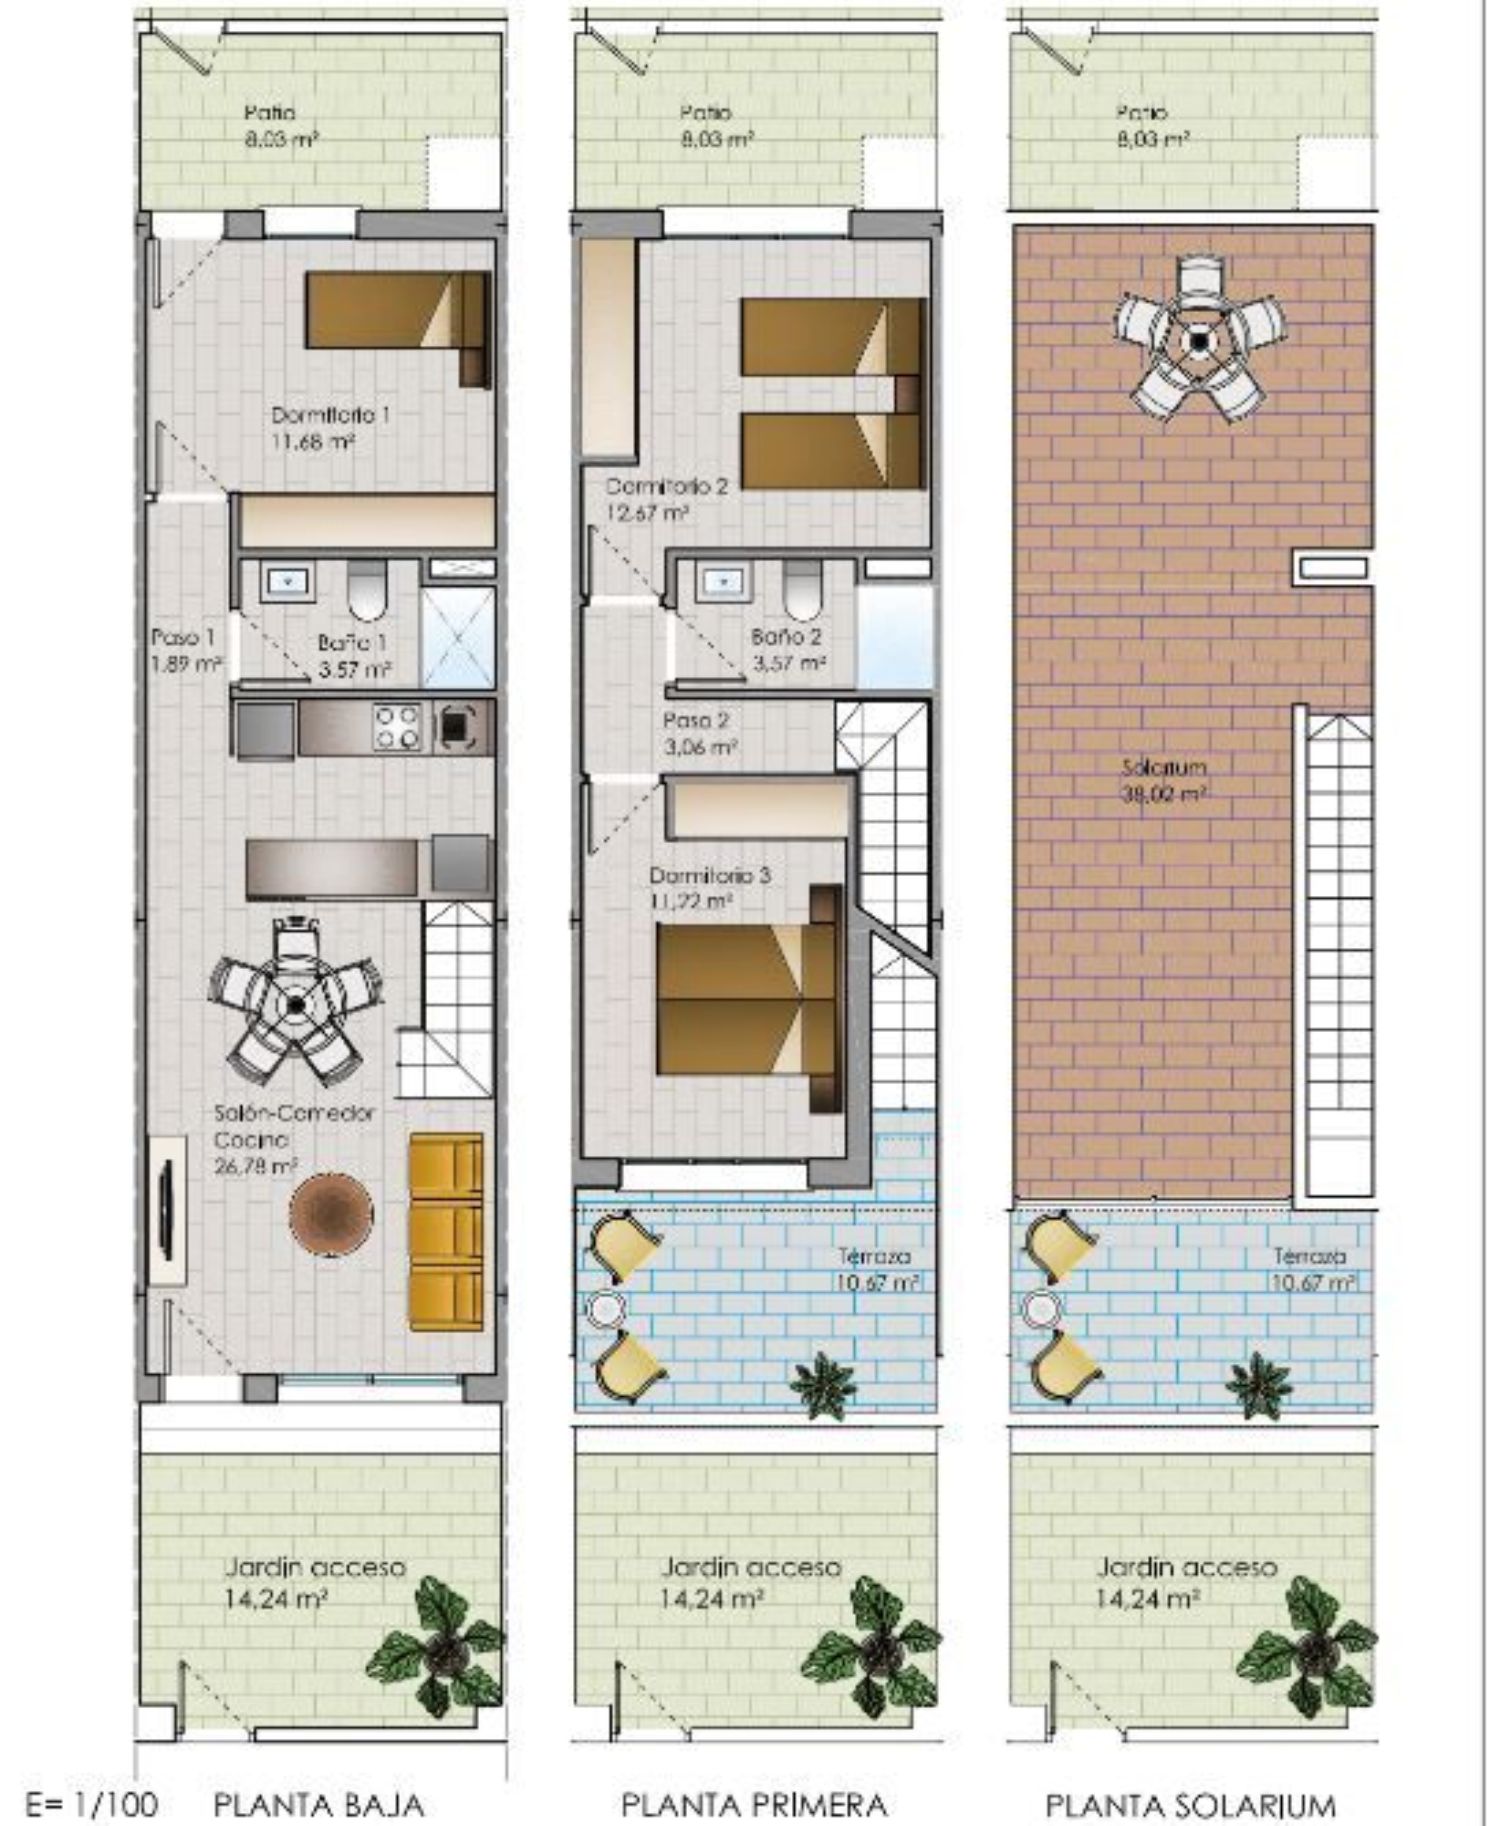 Patio
8,03 m²
Dormitorio 1
11,68 m²
Paso 1
1.89 m²
Baño 1
3.57 m²
Salón-Comedor
Cocina
26,78 m²
Jardín acceso
14,24 m²
E= 1/100
PLANTA BAJA
Patio
8,03 m²
Dormitorio 2
12.67 m²
Baño 2
3,57 m²
Paso 2
3,06 m²
Dormitorio 3
11,22 m²
Terraza
10.67 m²
Jardín acceso
14,24 m²
PLANTA PRIMERA
Patio
8,03 m²
Solarium
38,02 m²
Terraza
10.67 m²
Jardín acceso
14,24 m²
PLANTA SOLARIUM